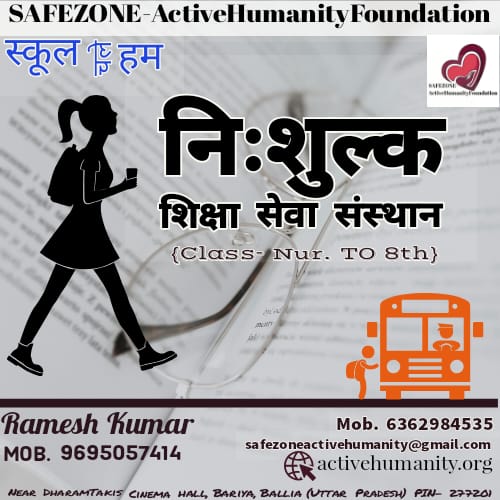 SAFEZONE-ActiveHumanityFoundation
स्कूल चलें हम
SAFEZONE
ActiveHumanityFoundation
निःशुल्क
शिक्षा सेवा संस्थान
{Class- Nur. TO 8th}
Ramesh Kumar
MOB. 9695057414
Mob. 6362984535
safezoneactivehumanity@gmail.com
activehumanity.org
Near DharamTakis Cinema hall, Bariya, Ballia (Uttar Pradesh) PIN- 277201